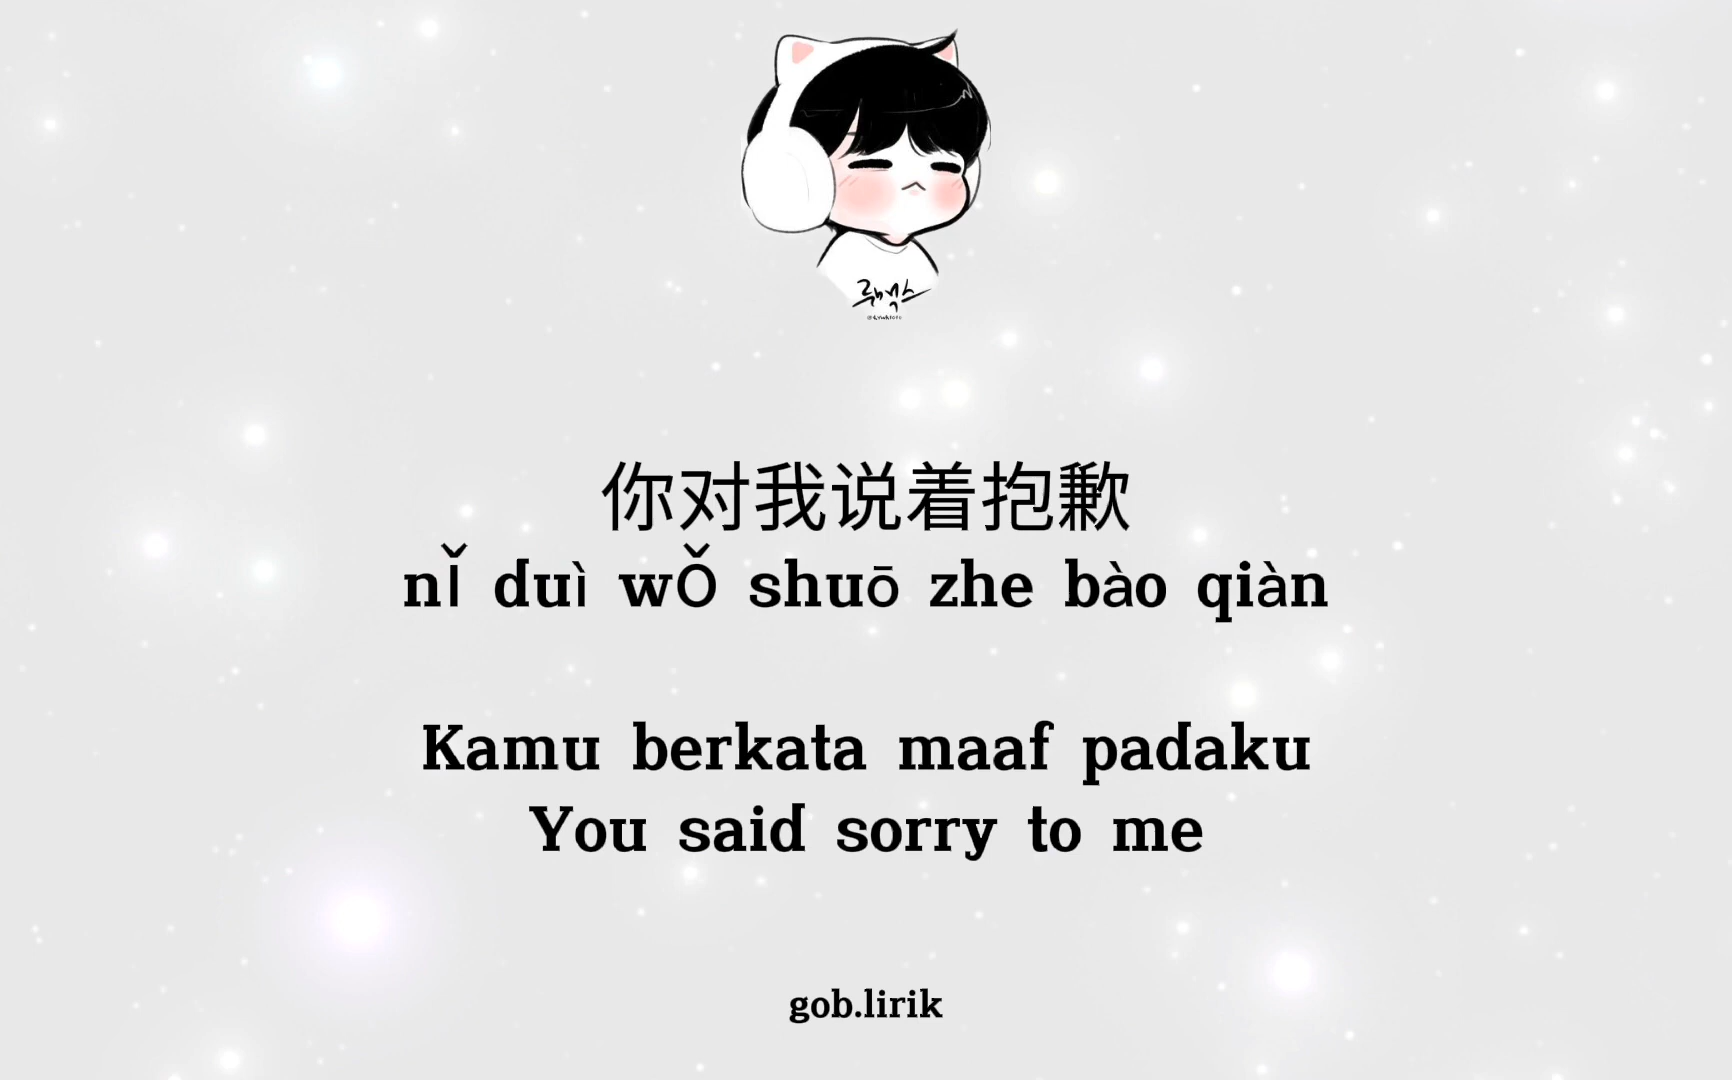 你对我说着抱歉
nǐ duì wǒ shuō zhe bào qiàn
Kamu berkata maaf padaku
You said sorry to me
gob.lirik